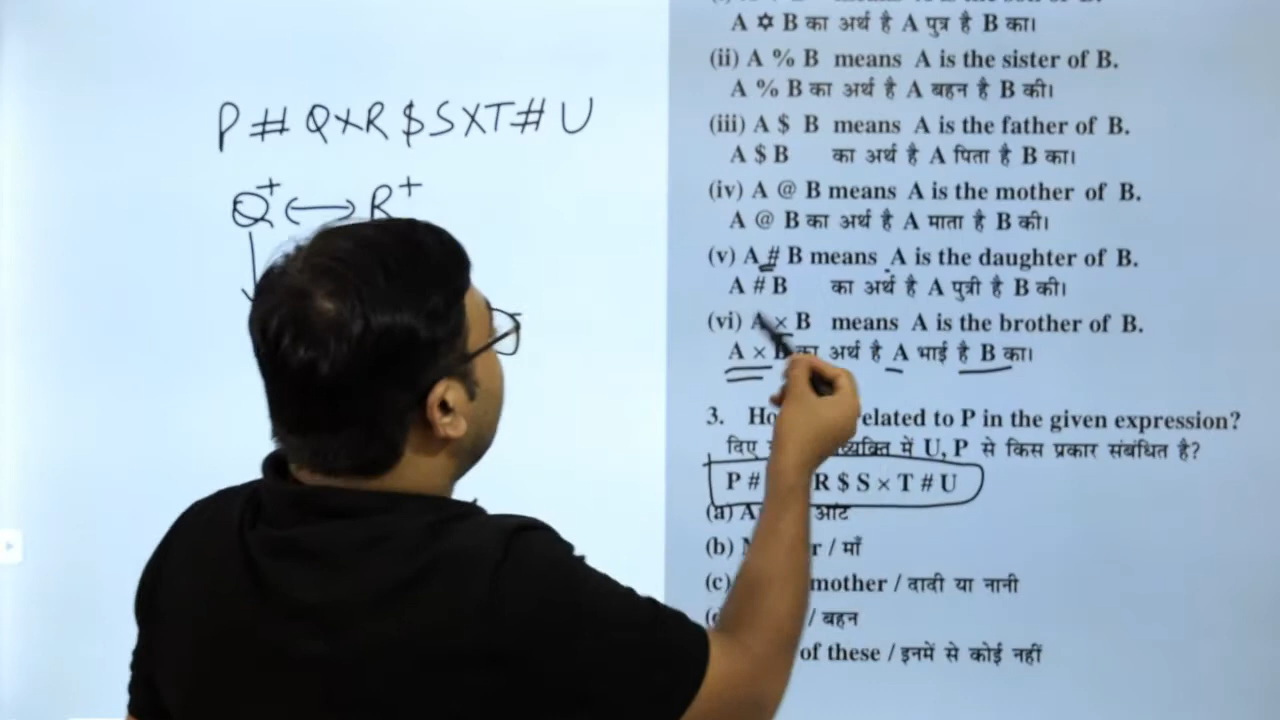 P # Q × R $ S × T # U
Q+ ↔ R+
A ✡ B का अर्थ है A पुत्र है B का।
(ii) A % B means A is the sister of B.
A % B का अर्थ है A बहन है B की।
(iii) A $ B means A is the father of B.
A $ B का अर्थ है A पिता है B का।
(iv) A @ B means A is the mother of B.
A @ B का अर्थ है A माता है B की।
(v) A # B means A is the daughter of B.
A # B का अर्थ है A पुत्री है B की।
(vi) A × B means A is the brother of B.
A × B का अर्थ है A भाई है B का।
3. related to P in the given expression?
दिए में U, P से किस प्रकार संबंधित है?
P # R $ S × T # U
(a) आंट
(b) / माँ
(c) mother / दादी या नानी
/ बहन
of these / इनमें से कोई नहीं